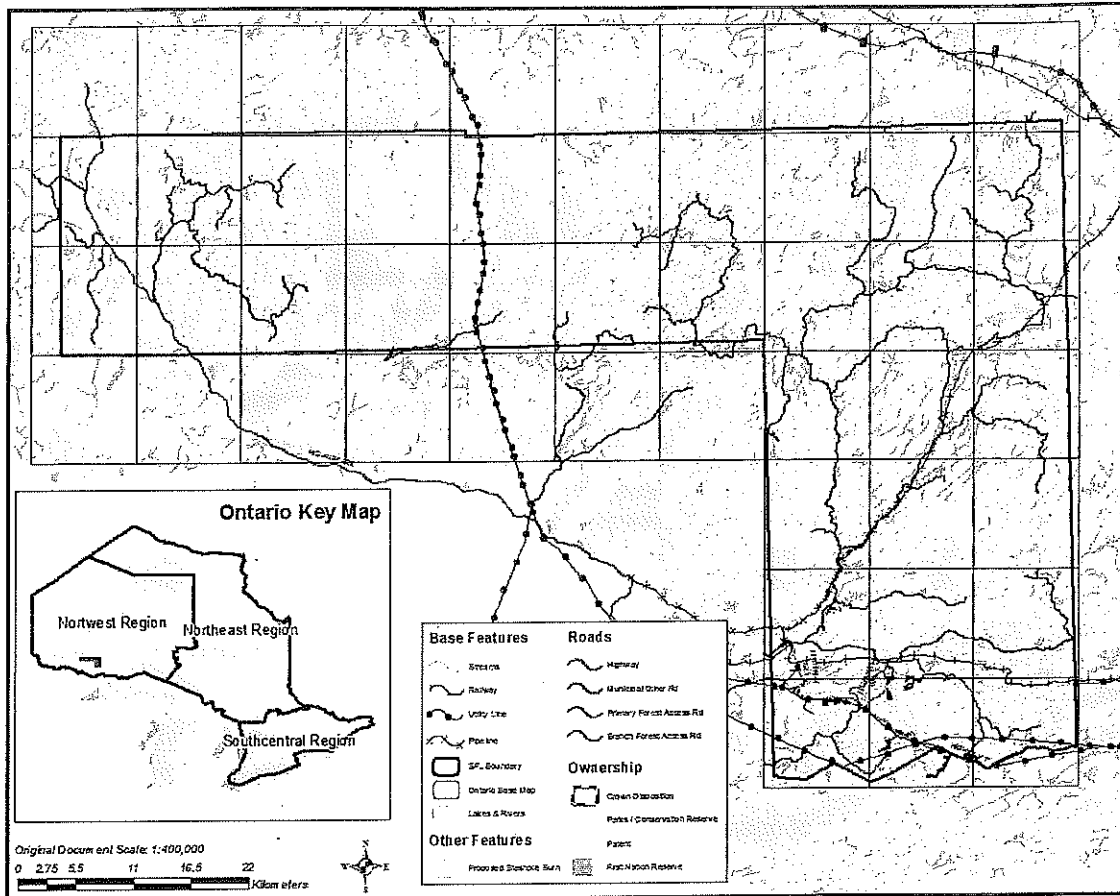 Ontario Key Map
Nortwest Region
Northeast Region
Southcentral Region
Original Document Scale: 1:400,000
0 2.75 5.5 11 16.5 22
Kilometers
N
W E
S
Base Features
Streams
Railway
Utility Line
Pipeline
SFL Boundary
Ontario Base Map
Lakes & Rivers
Other Features
Proposed Slashpile Burn
Roads
Highway
Municipal Other Rd
Primary Forest Access Rd
Branch Forest Access Rd
Ownership
Crown Disposition
Parks / Conservation Reserve
Patent
First Nation Reserve